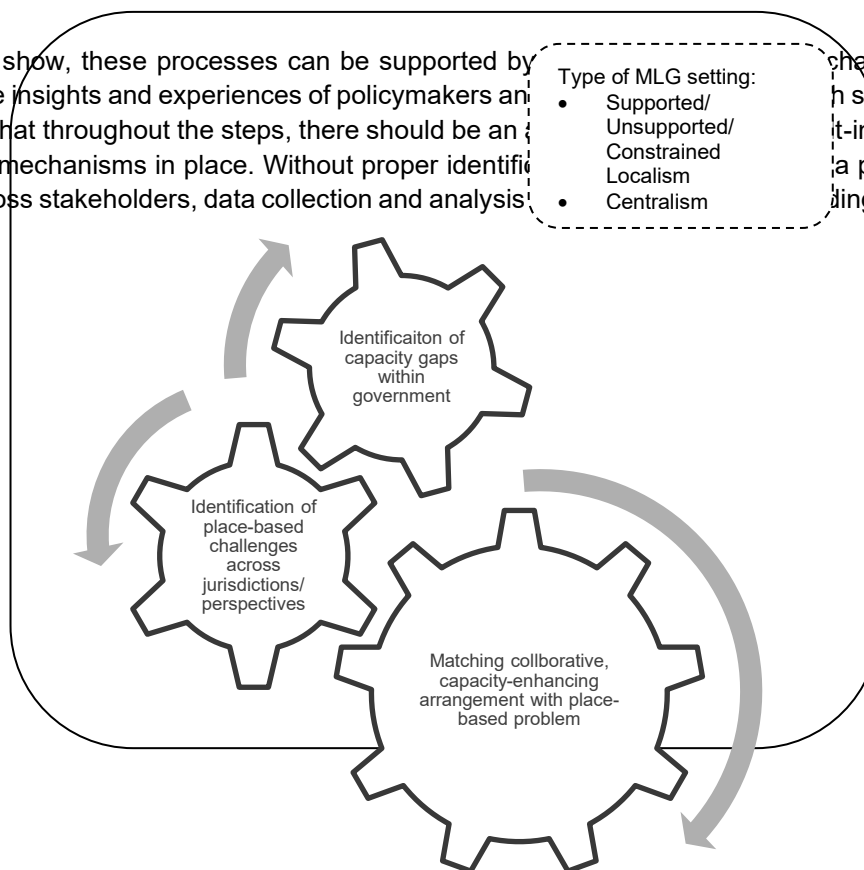 show, these processes can be supported by
insights and experiences of policymakers
hat throughout the steps, there should be an
mechanisms in place. Without proper
oss stakeholders, data collection and analysis
Type of MLG setting:
• Supported/
Unsupported/
Constrained
Localism
• Centralism
Identificaiton of
capacity gaps
within
government
Identification of
place-based
challenges
across
jurisdictions/
perspectives
Matching collborative,
capacity-enhancing
arrangement with place-
based problem